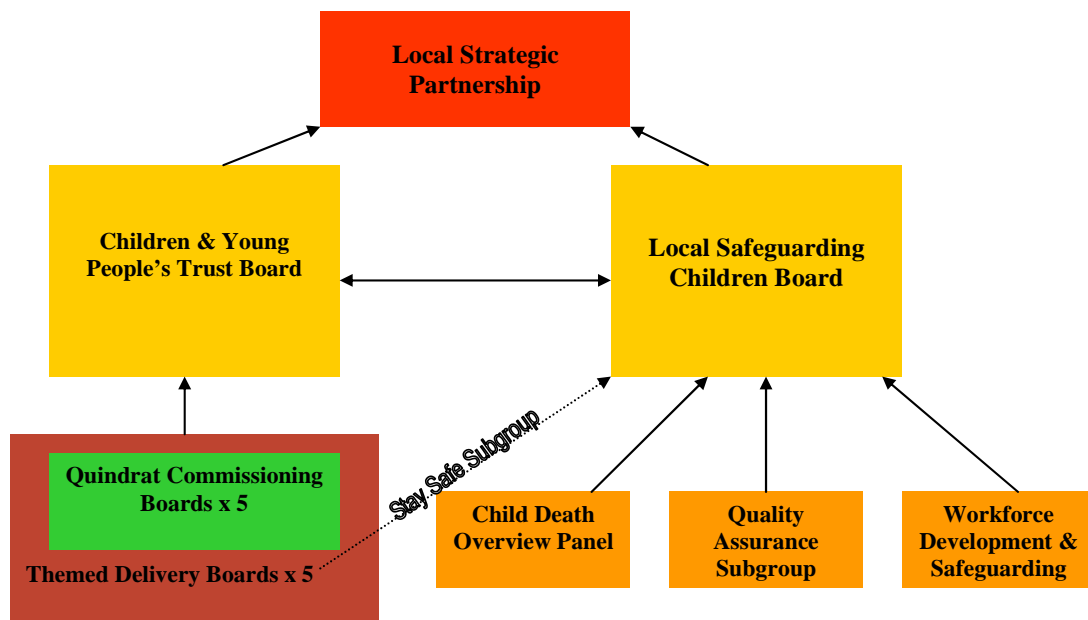 Local Strategic
Partnership
Children & Young
People's Trust Board
Local Safeguarding
Children Board
Stay Safe Subgroup
Quindrat Commissioning
Boards x 5
Themed Delivery Boards x 5
Child Death
Overview Panel
Quality
Assurance
Subgroup
Workforce
Development &
Safeguarding